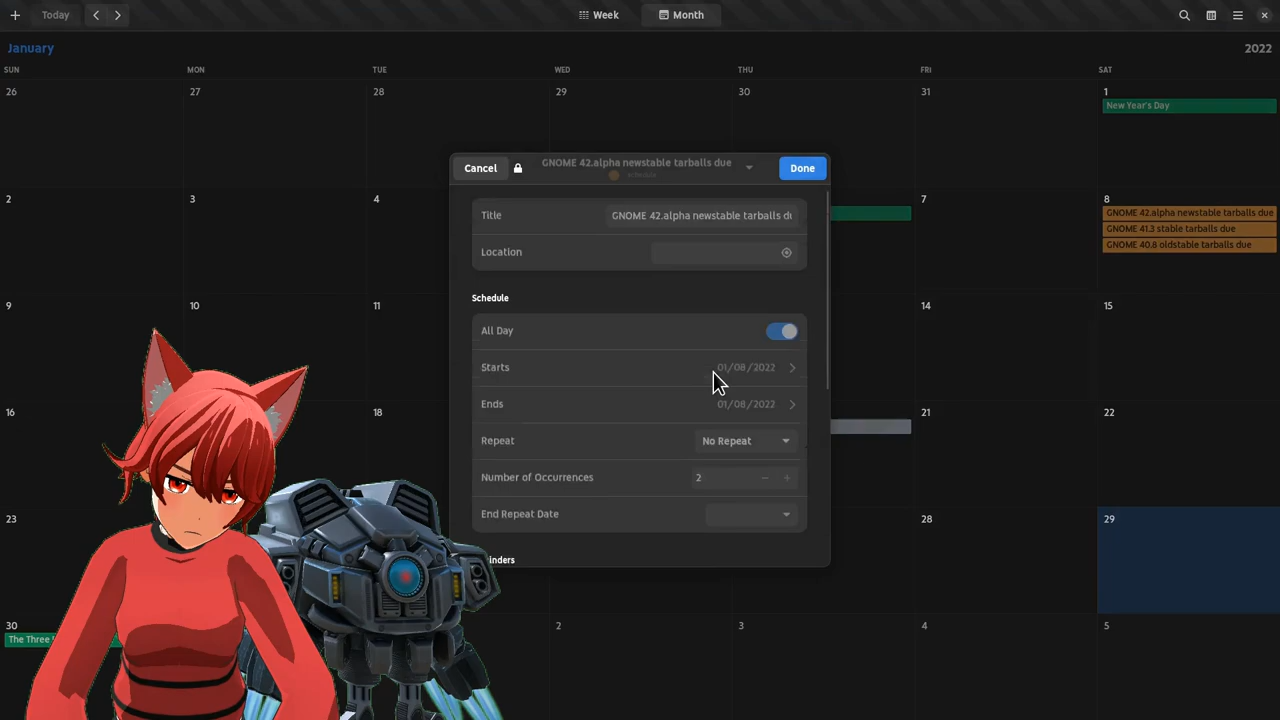 Today
Week
Month
January
2022
SUN
MON
TUE
WED
THU
FRI
SAT
26
27
28
29
30
31
1
New Year's Day
2
3
4
7
8
GNOME 42.alpha newstable tarballs due
GNOME 41.3 stable tarballs due
GNOME 40.8 oldstable tarballs due
9
10
11
14
15
16
18
21
22
23
28
29
30
The Three
2
3
4
5
Cancel
GNOME 42.alpha newstable tarballs due
schedule
Done
Title
GNOME 42.alpha newstable tarballs du
Location
Schedule
All Day
Starts
01/08/2022
Ends
01/08/2022
Repeat
No Repeat
Number of Occurrences
2
End Repeat Date
inders